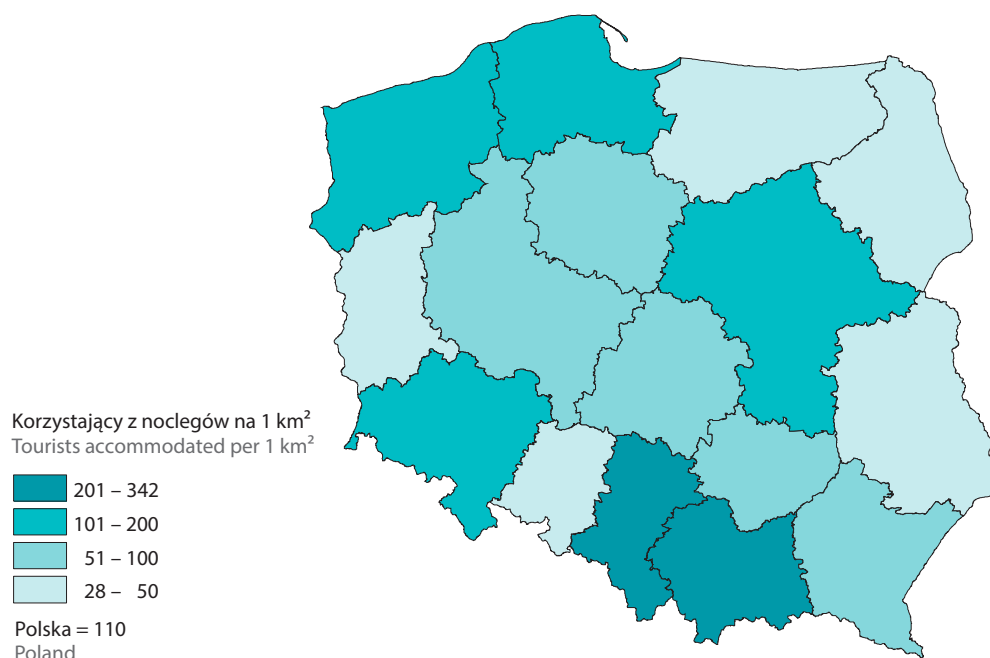 Korzystający z noclegów na 1 km²
Tourists accommodated per 1 km²
201 – 342
101 – 200
51 – 100
28 – 50
Polska = 110
Poland